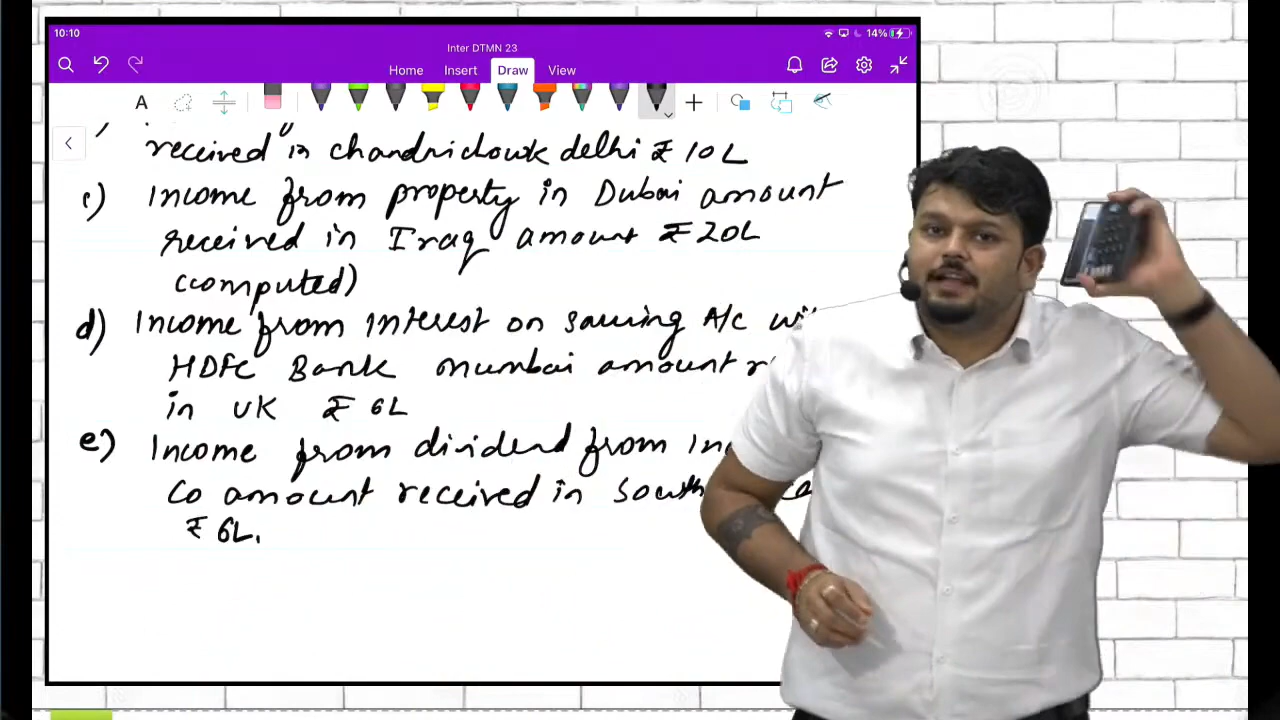 10:10
14%
Inter DTMN 23
Home Insert Draw View
A
received in chandnichowk delhi ₹ 10L
c) Income from property in Dubai amount
received in Iraq amount ₹ 20L
(computed)
d) Income from interest on saving A/c
HDFC Bank mumbai amount
in UK ₹ 6L
e) Income from dividend from
Co amount received in South
₹ 6L.